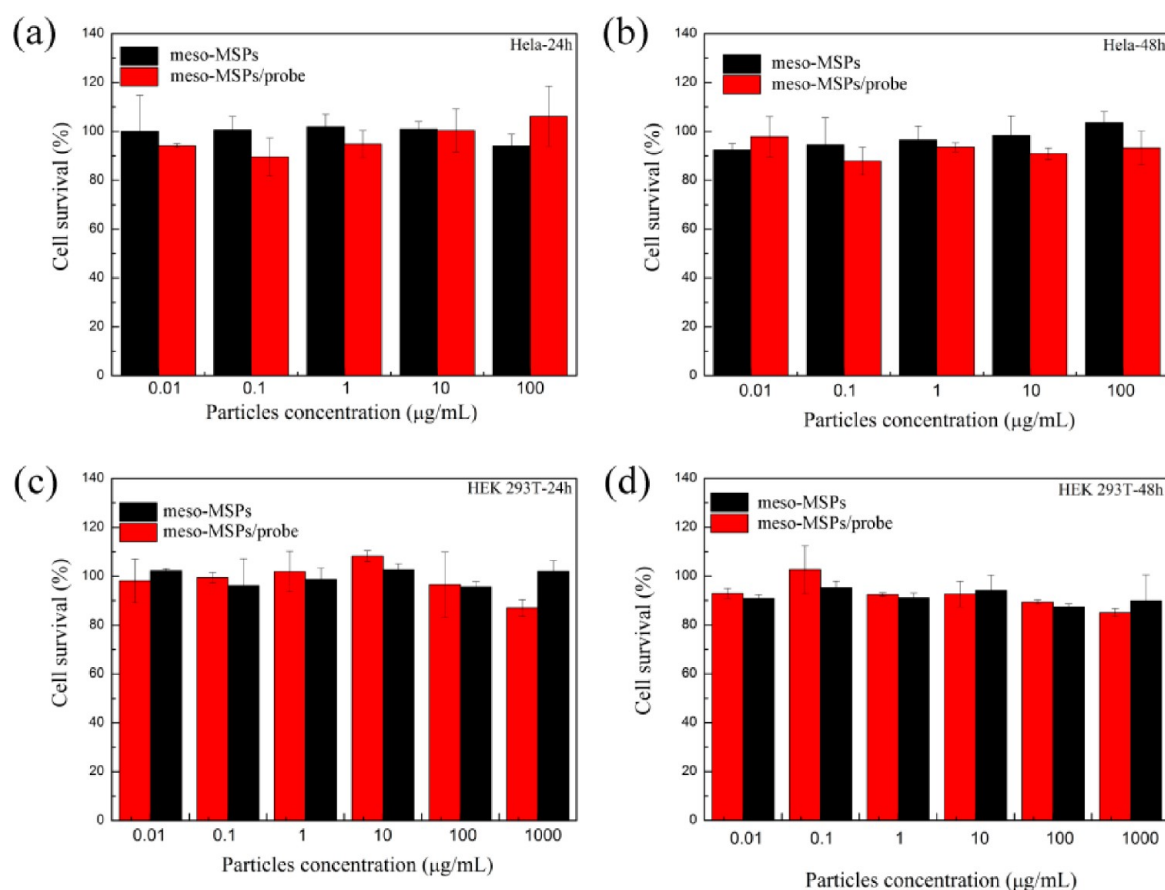 (a)
Hela-24h
meso-MSPs
meso-MSPs/probe
140
120
100
80
60
40
20
0
Cell survival (%)
0.01 0.1 1 10 100
Particles concentration (μg/mL)
(b)
Hela-48h
meso-MSPs
meso-MSPs/probe
140
120
100
80
60
40
20
0
Cell survival (%)
0.01 0.1 1 10 100
Particles concentration (μg/mL)
(c)
HEK 293T-24h
meso-MSPs
meso-MSPs/probe
140
120
100
80
60
40
20
0
Cell survival (%)
0.01 0.1 1 10 100 1000
Particles concentration (μg/mL)
(d)
HEK 293T-48h
meso-MSPs
meso-MSPs/probe
140
120
100
80
60
40
20
0
Cell survival (%)
0.01 0.1 1 10 100 1000
Particles concentration (μg/mL)